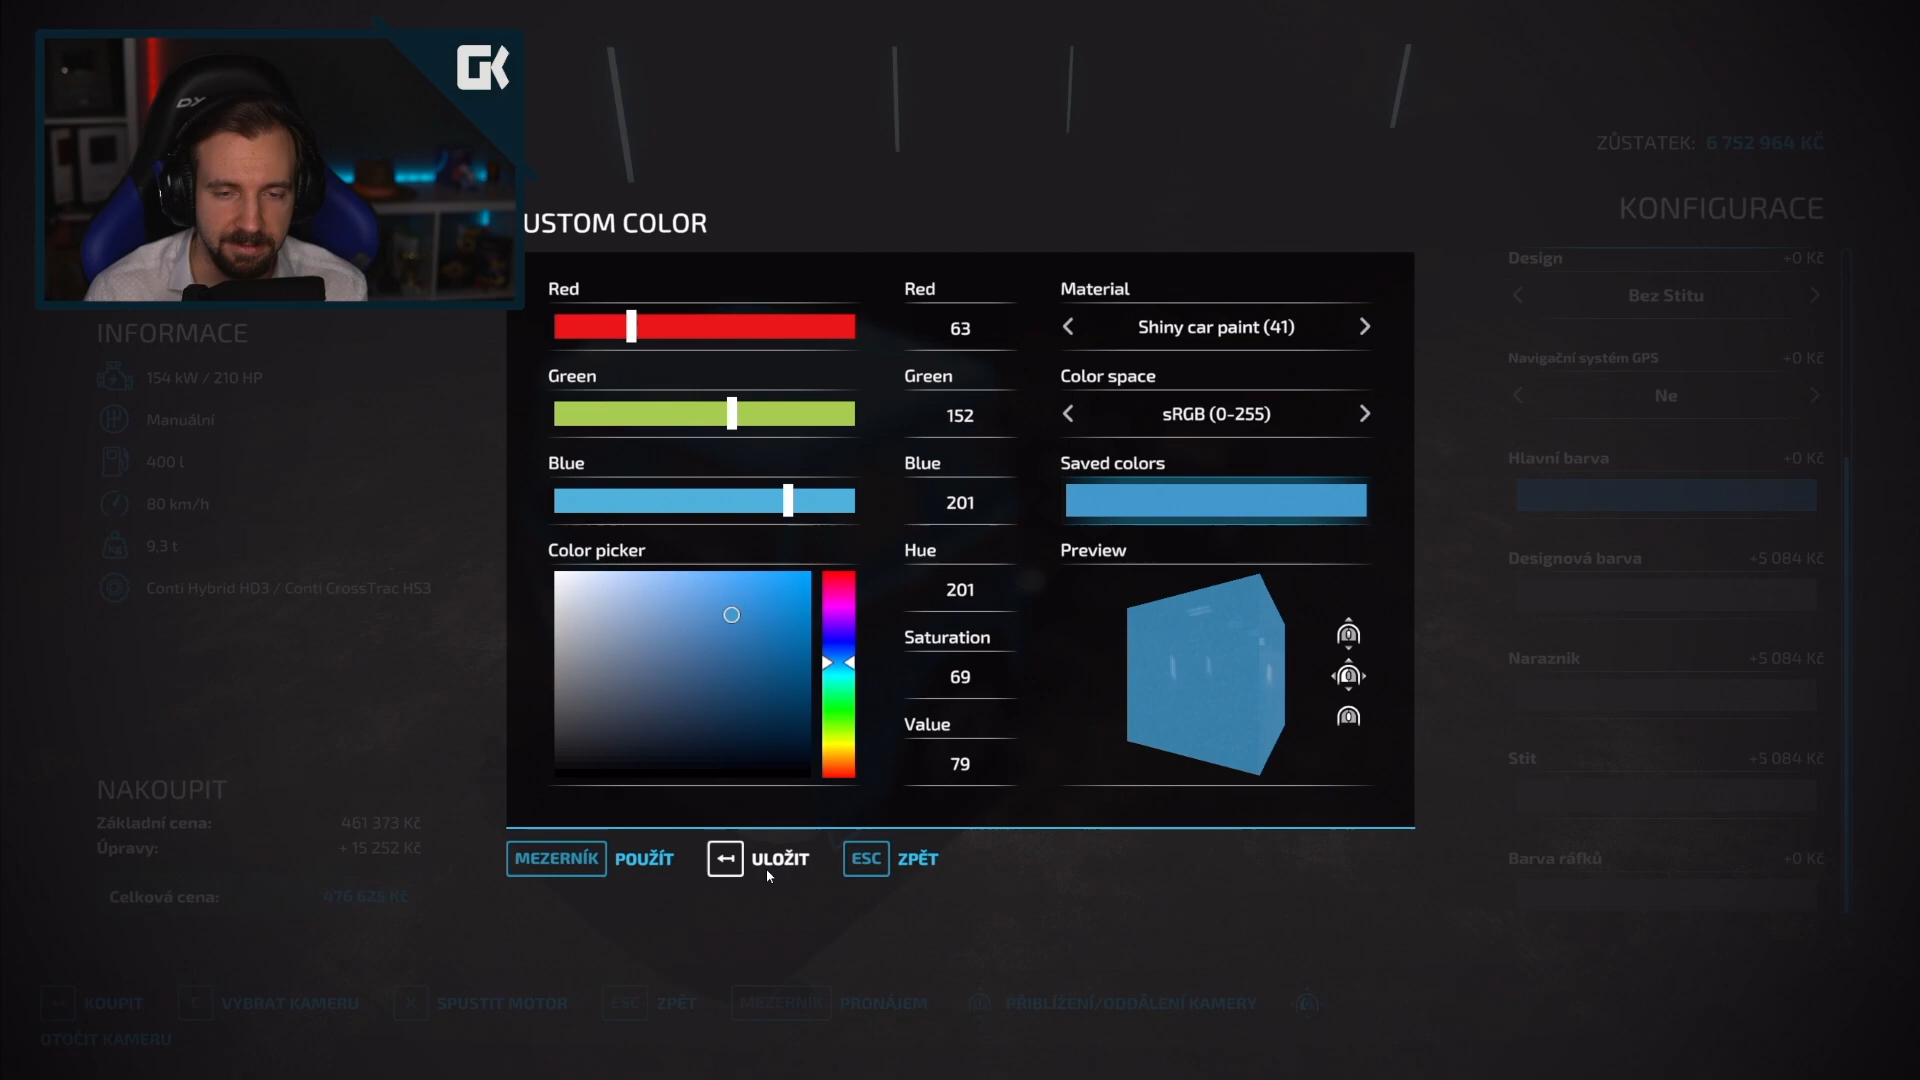 DX
GK
ZŮSTATEK: 6 752 964 KČ
USTOM COLOR
KONFIGURACE
INFORMACE
154 kW / 210 HP
Manuální
400 l
80 km/h
9,3 t
Conti Hybrid HD3 / Conti CrossTrac HS3
NAKOUPIT
Základní cena: 461 373 Kč
Úpravy: + 15 252 Kč
Celková cena: 476 625 Kč
Red
Green
Blue
Color picker
Red
63
Green
152
Blue
201
Hue
201
Saturation
69
Value
79
Material
Shiny car paint (41)
Color space
sRGB (0-255)
Saved colors
Preview
Design +0 Kč
Bez Stitu
Navigační systém GPS +0 Kč
Ne
Hlavní barva +0 Kč
Designová barva +5 084 Kč
Naraznik +5 084 Kč
Stit +5 084 Kč
Barva ráfků +0 Kč
MEZERNÍK POUŽÍT ULOŽIT ESC ZPĚT
KOUPIT C VYBRAT KAMERU X SPUSTIT MOTOR ESC ZPĚT MEZERNÍK PRONÁJEM PŘIBLÍŽENÍ/ODDÁLENÍ KAMERY
OTOČIT KAMERU